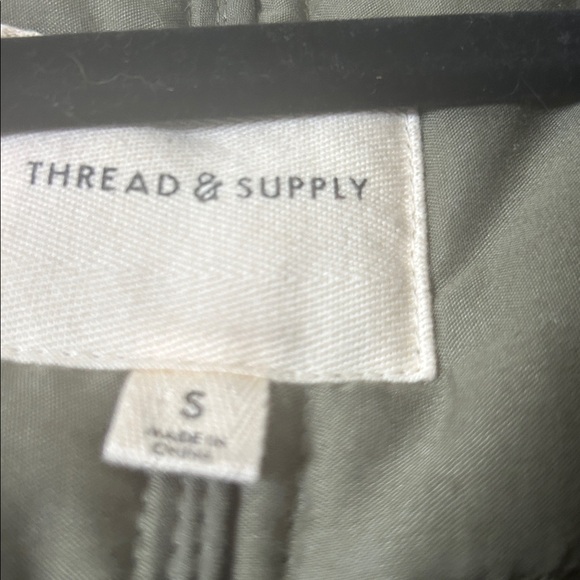 THREAD & SUPPLY
S
MADE IN
CHINA